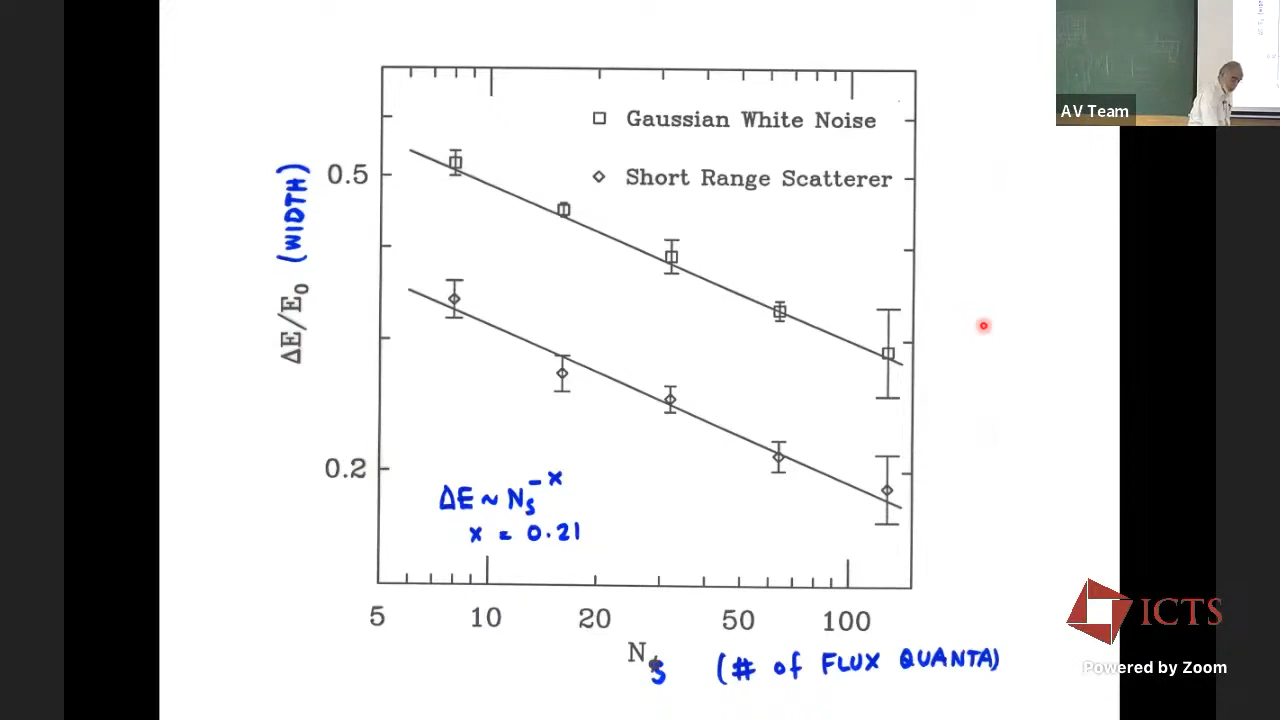 AV Team
Gaussian White Noise
Short Range Scatterer
0.5
0.2
ΔE/E₀ (WIDTH)
ΔE ~ Nₛ⁻ˣ
x = 0.21
5 10 20 50 100
Nₛ (# of FLUX QUANTA)
ICTS
Powered by Zoom